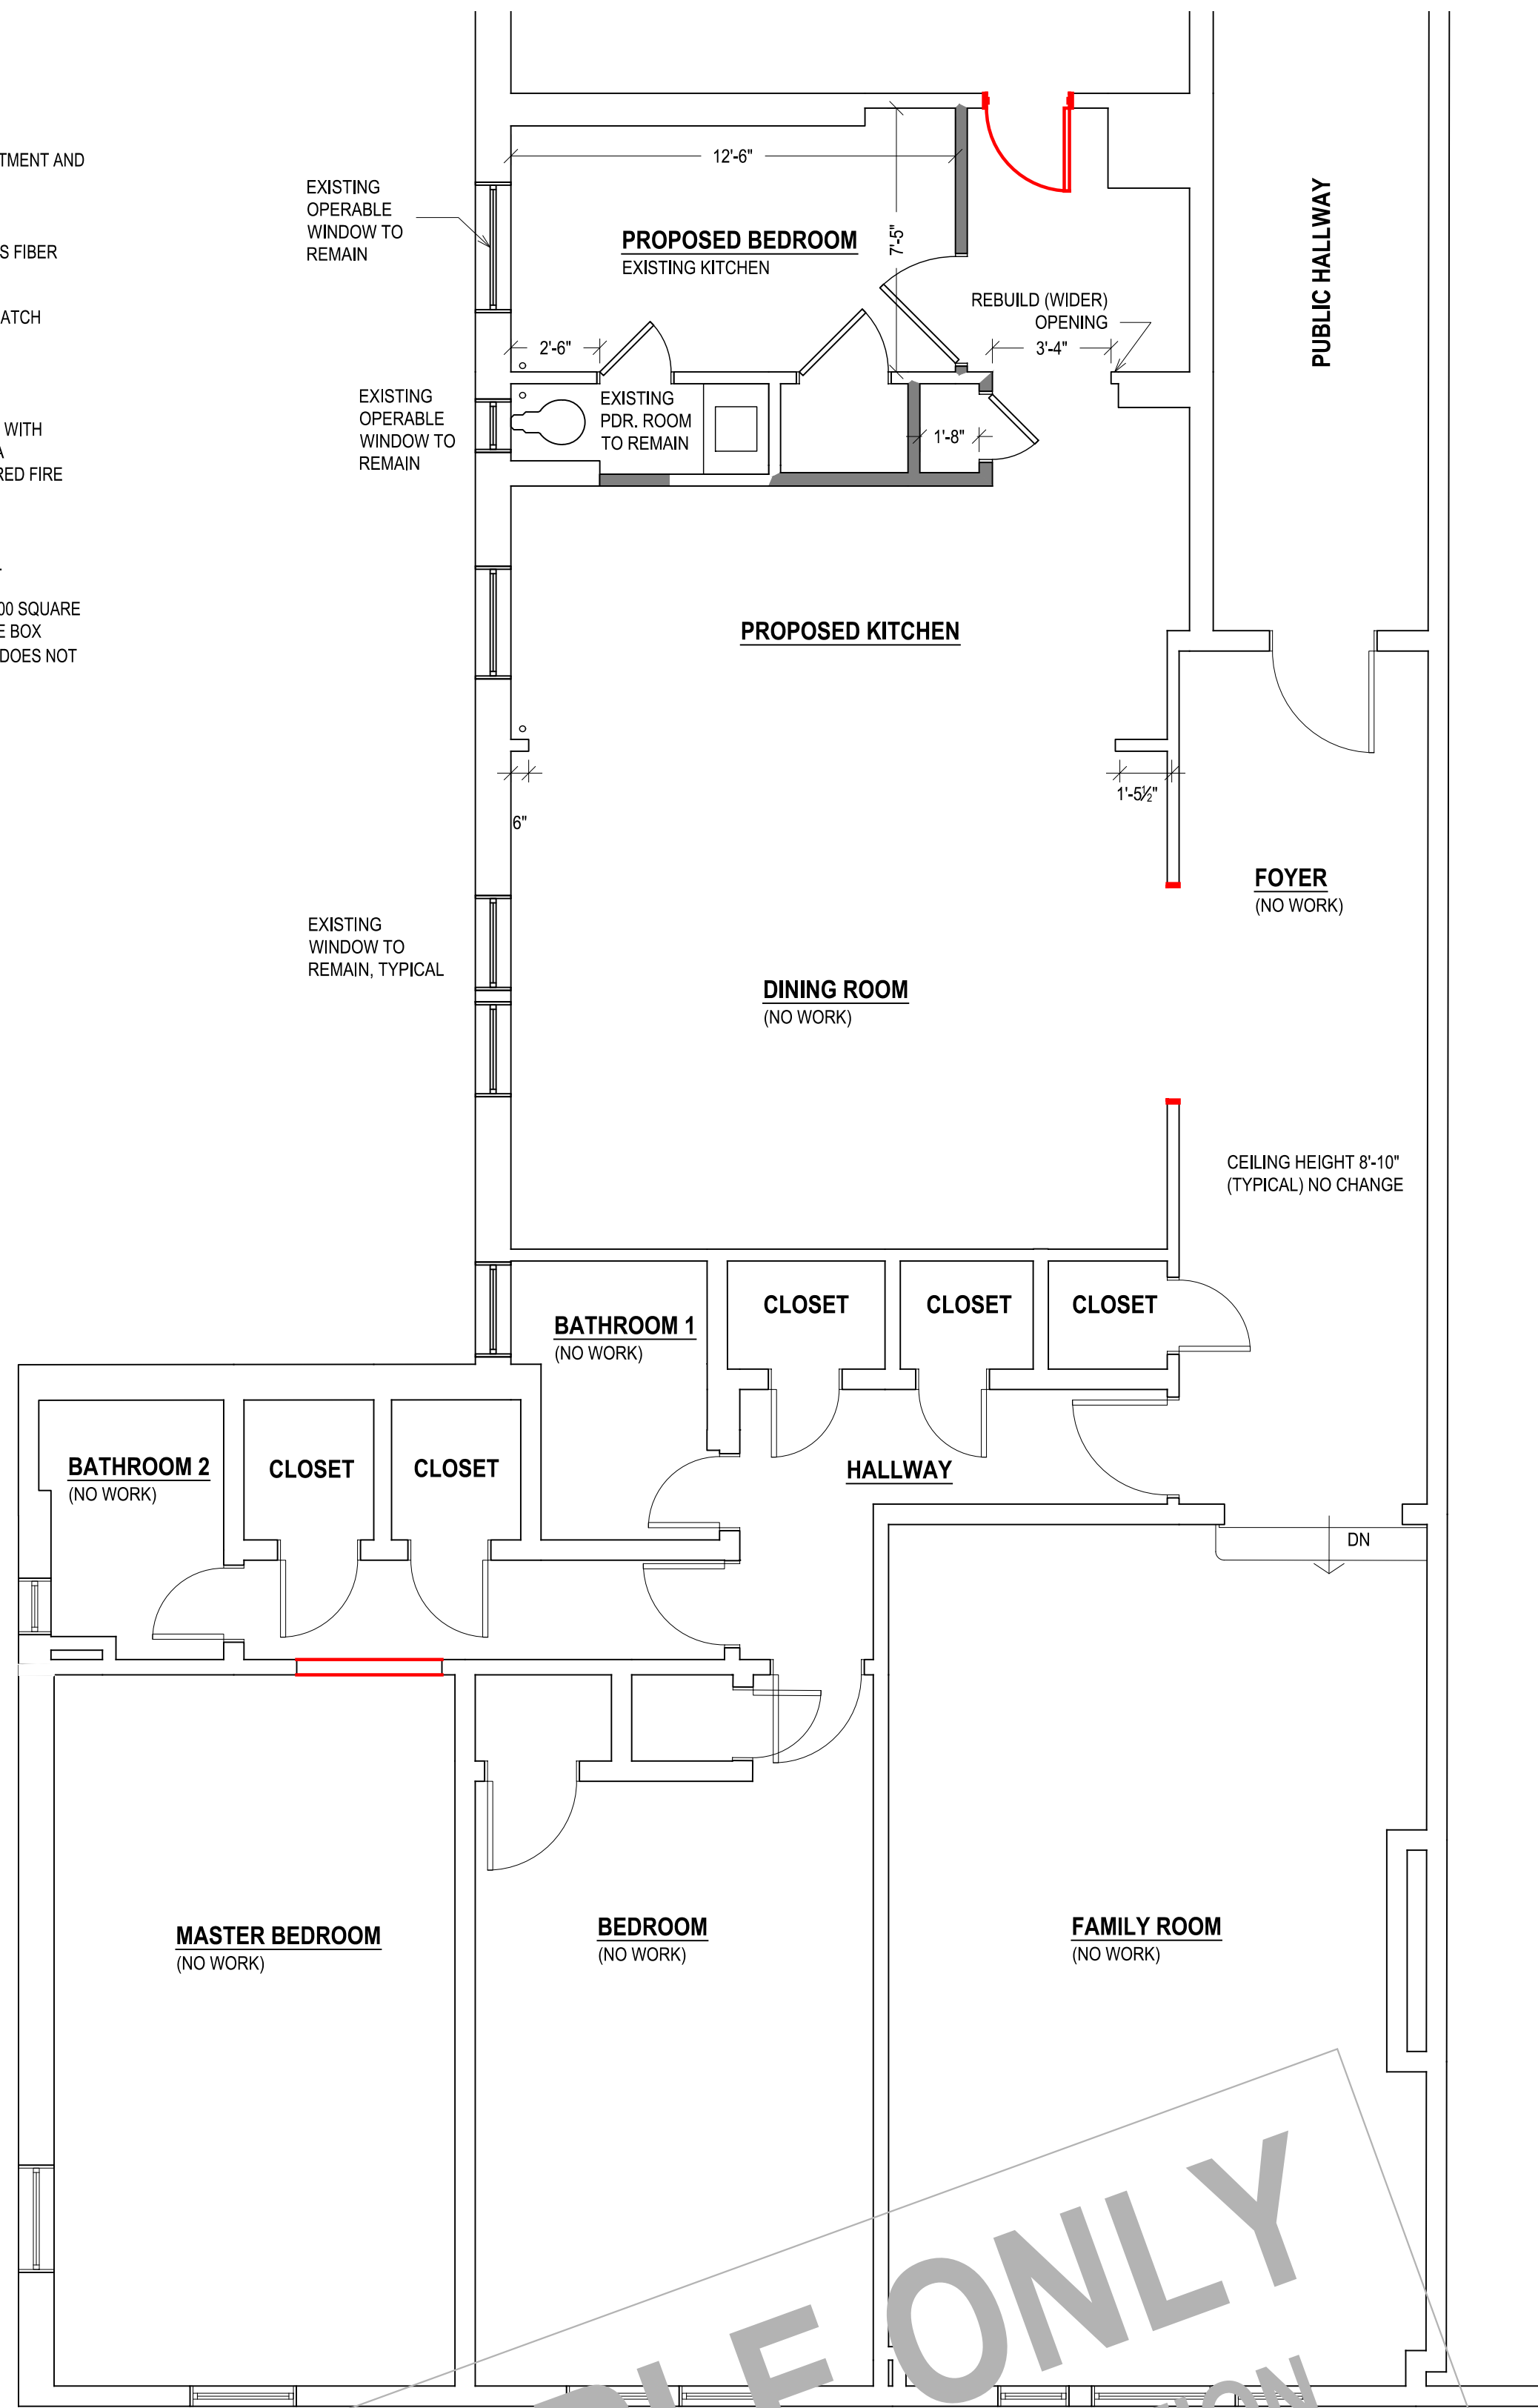 TMENT AND
S FIBER
ATCH
WITH
A
RED FIRE
00 SQUARE
E BOX
DOES NOT
EXISTING
OPERABLE
WINDOW TO
REMAIN
12'-6"
7'-5"
PROPOSED BEDROOM
EXISTING KITCHEN
REBUILD (WIDER)
OPENING
3'-4"
PUBLIC HALLWAY
2'-6"
EXISTING
OPERABLE
WINDOW TO
REMAIN
EXISTING
PDR. ROOM
TO REMAIN
1'-8"
PROPOSED KITCHEN
6"
1'-5½"
FOYER
(NO WORK)
EXISTING
WINDOW TO
REMAIN, TYPICAL
DINING ROOM
(NO WORK)
CEILING HEIGHT 8'-10"
(TYPICAL) NO CHANGE
BATHROOM 1
(NO WORK)
CLOSET
CLOSET
CLOSET
BATHROOM 2
(NO WORK)
CLOSET
CLOSET
HALLWAY
DN
MASTER BEDROOM
(NO WORK)
BEDROOM
(NO WORK)
FAMILY ROOM
(NO WORK)
ONLY